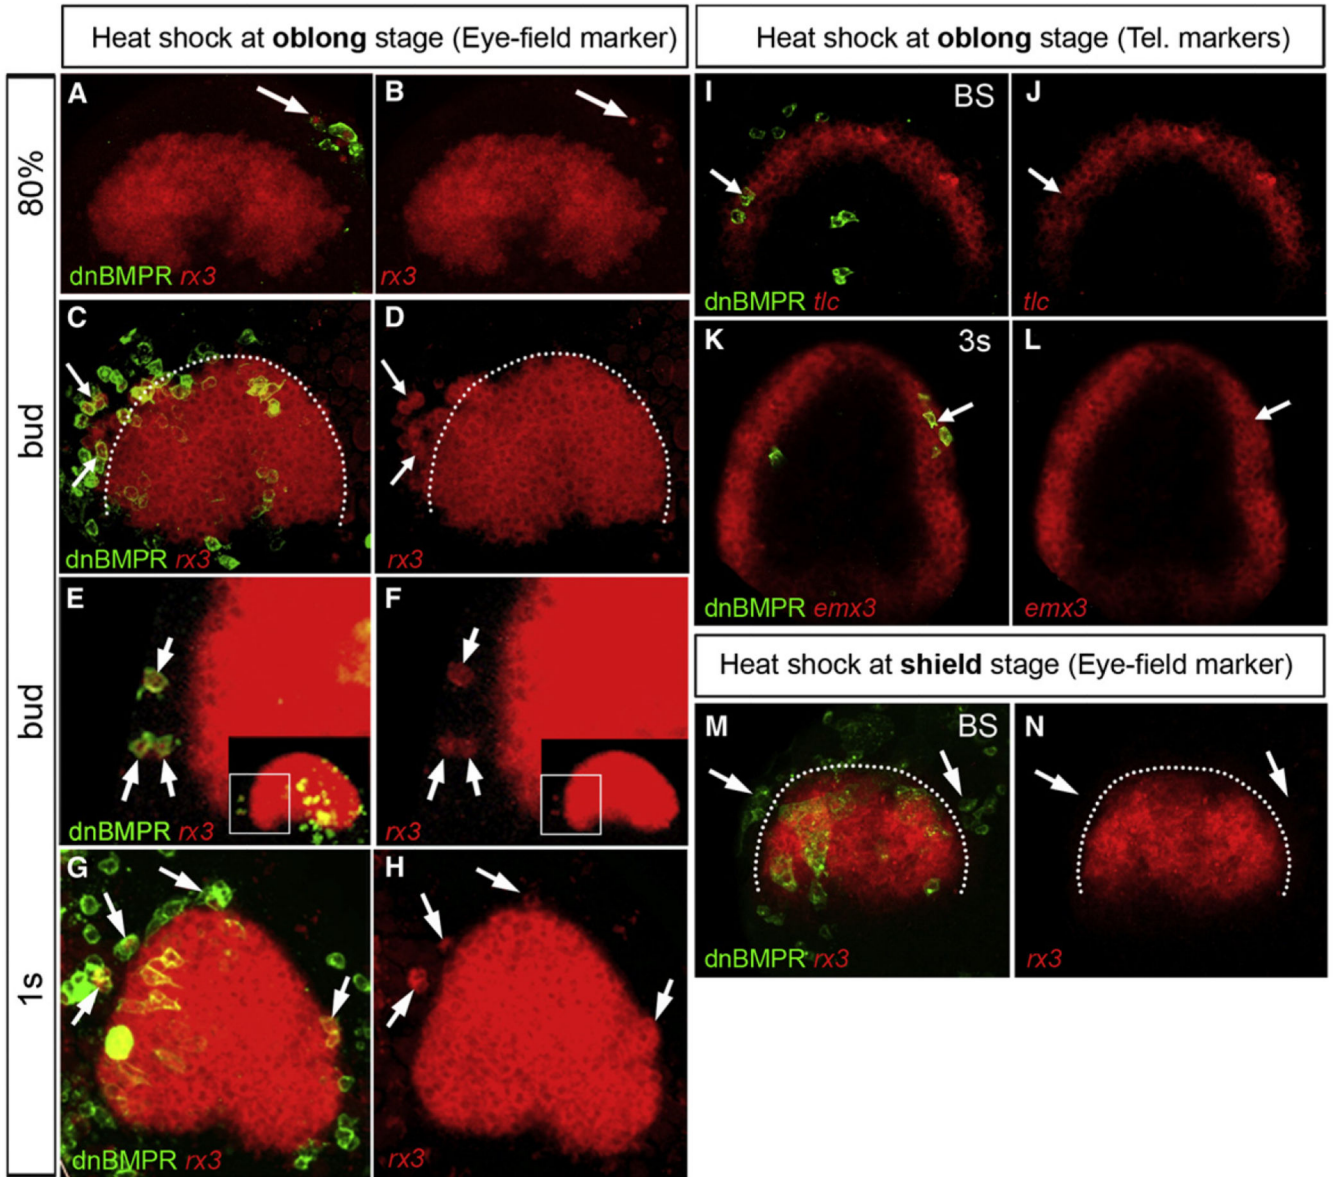 Heat shock at oblong stage (Eye-field marker)
Heat shock at oblong stage (Tel. markers)
80%
A
dnBMPR rx3
B
rx3
I
BS
dnBMPR tlc
J
tlc
bud
C
dnBMPR rx3
D
rx3
K
3s
dnBMPR emx3
L
emx3
bud
E
dnBMPR rx3
F
rx3
Heat shock at shield stage (Eye-field marker)
M
BS
dnBMPR rx3
N
rx3
1s
G
dnBMPR rx3
H
rx3